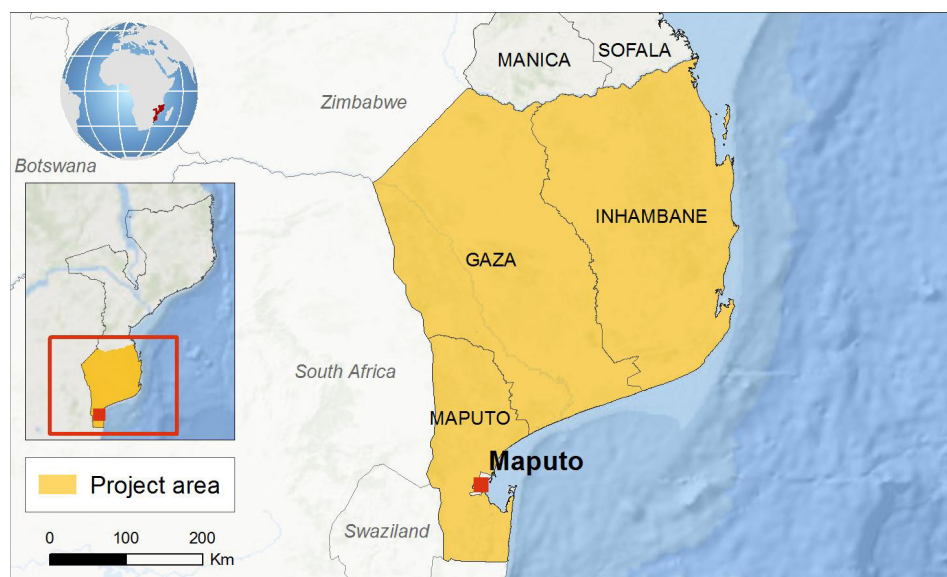 MANICA
SOFALA
Zimbabwe
Botswana
INHAMBANE
GAZA
South Africa
MAPUTO
Maputo
Project area
Swaziland
0 100 200
Km